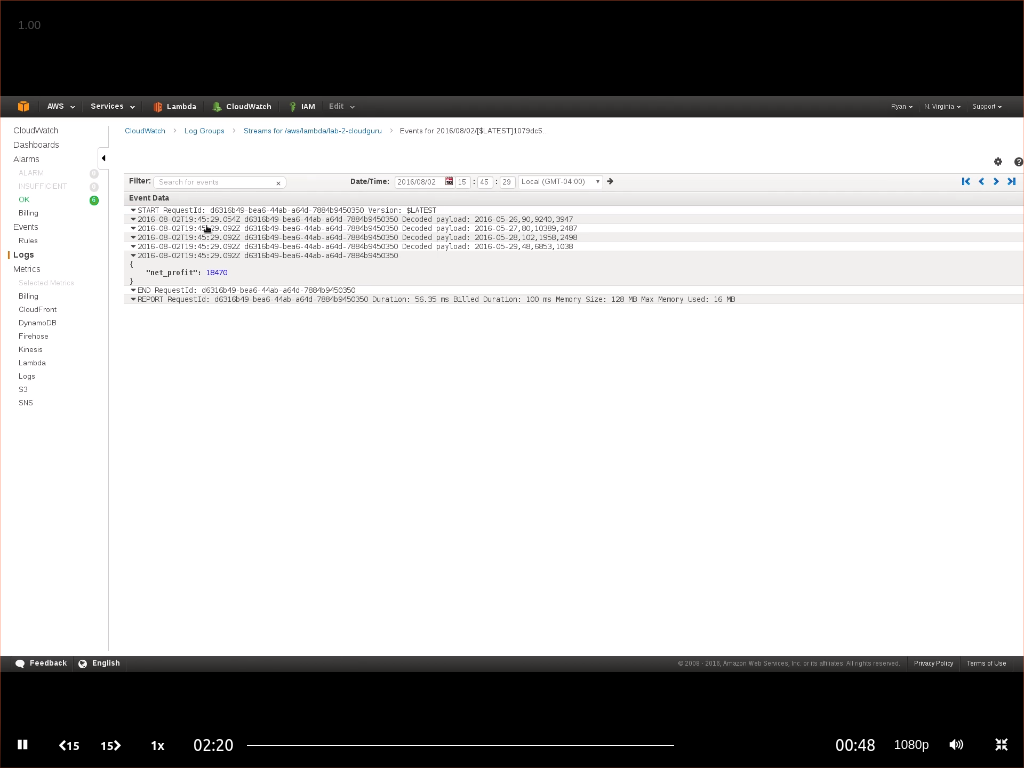 1.00
AWS Services Lambda CloudWatch IAM Edit Ryan N. Virginia Support
CloudWatch
Dashboards
Alarms
ALARM 0
INSUFFICIENT 0
OK 6
Billing
Events
Rules
Logs
Metrics
Selected Metrics
Billing
CloudFront
DynamoDB
Firehose
Kinesis
Lambda
Logs
S3
SNS
CloudWatch > Log Groups > Streams for /aws/lambda/lab-2-cloudguru > Events for 2016/08/02/[$LATEST]1079dc5...
Filter: Search for events x Date/Time: 2016/08/02 15 : 45 : 29 Local (GMT-04:00)
Event Data
START RequestId: d6316b49-bea6-44ab-a64d-7884b9450350 Version: $LATEST
2016-08-02T19:45:29.054Z d6316b49-bea6-44ab-a64d-7884b9450350 Decoded payload: 2016-05-26,90,9240,3947
2016-08-02T19:45:29.092Z d6316b49-bea6-44ab-a64d-7884b9450350 Decoded payload: 2016-05-27,80,10389,2487
2016-08-02T19:45:29.092Z d6316b49-bea6-44ab-a64d-7884b9450350 Decoded payload: 2016-05-28,102,1958,2498
2016-08-02T19:45:29.092Z d6316b49-bea6-44ab-a64d-7884b9450350 Decoded payload: 2016-05-29,48,6853,1038
2016-08-02T19:45:29.092Z d6316b49-bea6-44ab-a64d-7884b9450350
{
"net_profit": 18470
}
END RequestId: d6316b49-bea6-44ab-a64d-7884b9450350
REPORT RequestId: d6316b49-bea6-44ab-a64d-7884b9450350 Duration: 56.35 ms Billed Duration: 100 ms Memory Size: 128 MB Max Memory Used: 16 MB
Feedback English © 2008 - 2016, Amazon Web Services, Inc. or its affiliates. All rights reserved. Privacy Policy Terms of Use
15 15 1x 02:20 00:48 1080p